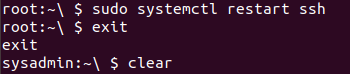 root:~\ $ sudo systemctl restart ssh
root:~\ $ exit
exit
sysadmin:~\ $ clear